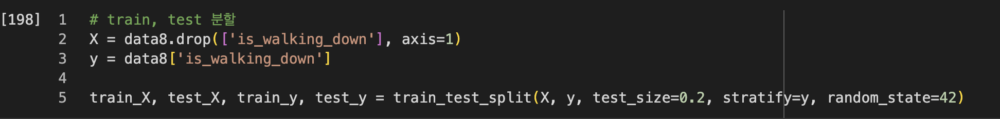 [198] 1 # train, test 분할
2 X = data8.drop(['is_walking_down'], axis=1)
3 y = data8['is_walking_down']
4
5 train_X, test_X, train_y, test_y = train_test_split(X, y, test_size=0.2, stratify=y, random_state=42)